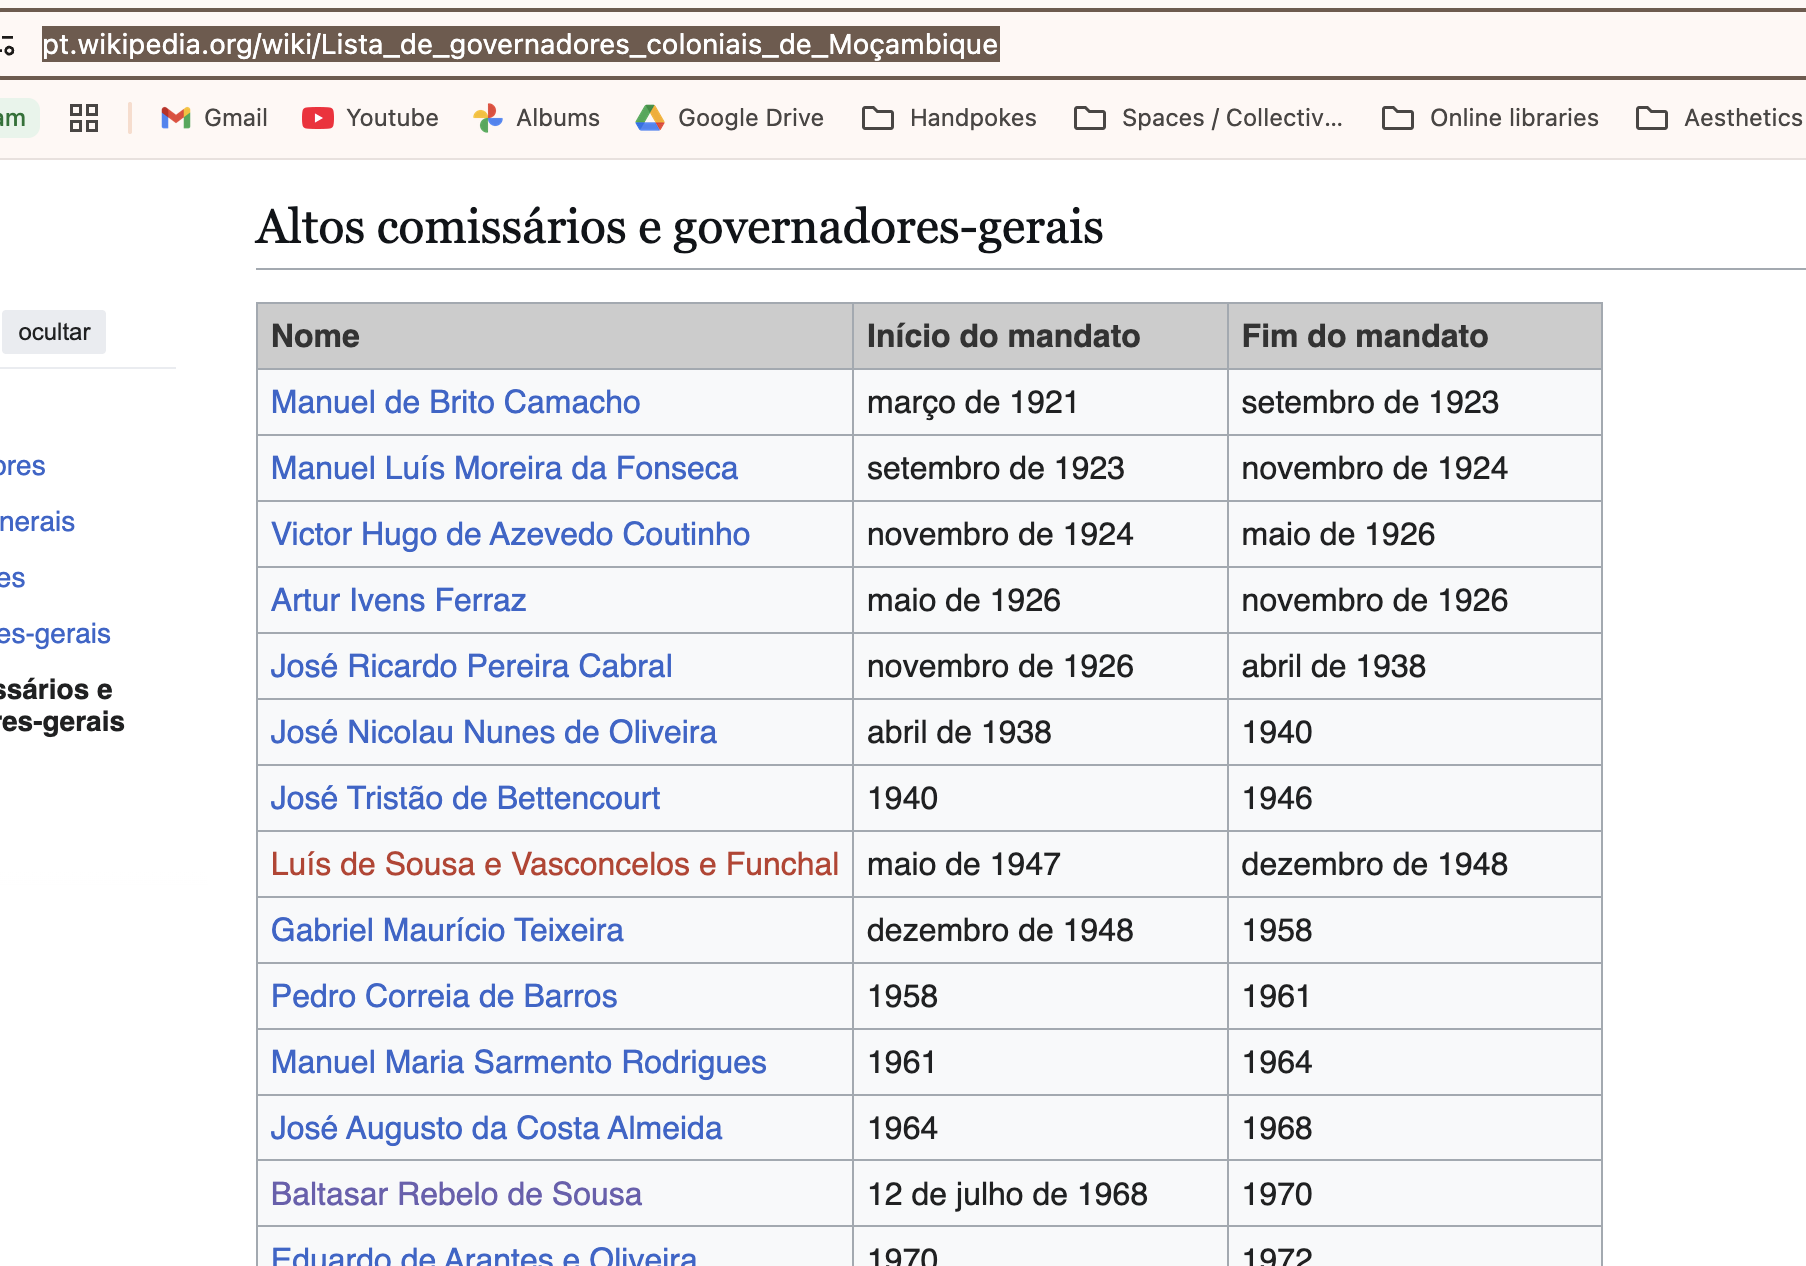 pt.wikipedia.org/wiki/Lista_de_governadores_coloniais_de_Moçambique
am Gmail Youtube Albums Google Drive Handpokes Spaces / Collectiv... Online libraries Aesthetics
Altos comissários e governadores-gerais
ocultar
ores
nerais
es
es-gerais
ssários e
res-gerais
Nome Início do mandato Fim do mandato
Manuel de Brito Camacho março de 1921 setembro de 1923
Manuel Luís Moreira da Fonseca setembro de 1923 novembro de 1924
Victor Hugo de Azevedo Coutinho novembro de 1924 maio de 1926
Artur Ivens Ferraz maio de 1926 novembro de 1926
José Ricardo Pereira Cabral novembro de 1926 abril de 1938
José Nicolau Nunes de Oliveira abril de 1938 1940
José Tristão de Bettencourt 1940 1946
Luís de Sousa e Vasconcelos e Funchal maio de 1947 dezembro de 1948
Gabriel Maurício Teixeira dezembro de 1948 1958
Pedro Correia de Barros 1958 1961
Manuel Maria Sarmento Rodrigues 1961 1964
José Augusto da Costa Almeida 1964 1968
Baltasar Rebelo de Sousa 12 de julho de 1968 1970
Eduardo de Arantes e Oliveira 1970 1972